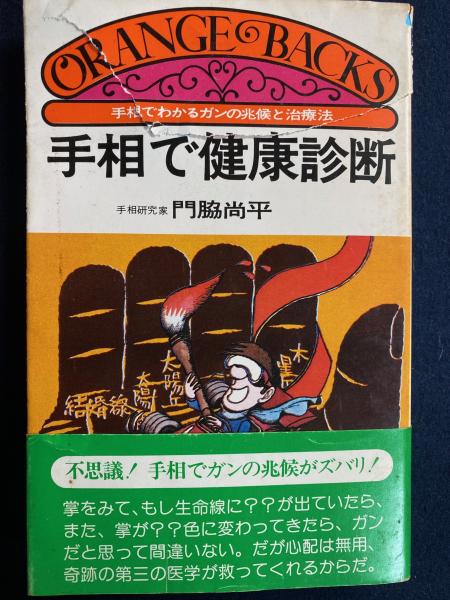 ORANGE BACKS
手相でわかるガンの兆候と治療法
手相で健康診断
手相研究家 門脇尚平
結婚線
太陽
太陽丘
木星丘
不思議！手相でガンの兆候がズバリ！
掌をみて、もし生命線に？？が出ていたら、
また、掌が？？色に変わってきたら、ガン
だと思って間違いない。だが心配は無用、
奇跡の第三の医学が救ってくれるからだ。